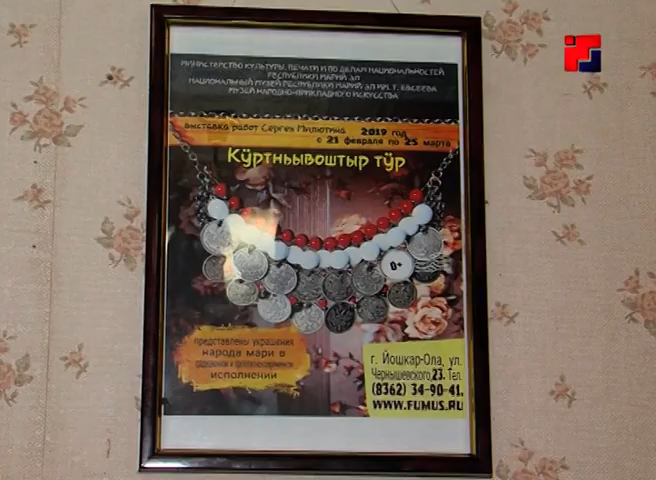 МИНИСТЕРСТВО КУЛЬТУРЫ, ПЕЧАТИ И ПО ДЕЛАМ НАЦИОНАЛЬНОСТЕЙ
РЕСПУБЛИКИ МАРИЙ ЭЛ
НАЦИОНАЛЬНЫЙ МУЗЕЙ РЕСПУБЛИКИ МАРИЙ ЭЛ ИМ. Т. ЕВСЕЕВА
МУЗЕЙ НАРОДНО-ПРИКЛАДНОГО ИСКУССТВА
выставка работ Сергея Милютина 2019 год
с 21 февраля по 25 марта
Кӱртньывоштыр тӱр
0+
представлены украшения
народа мари в
исполнении
г. Йошкар-Ола, ул.
Чернышевского, 23. Тел.
(8362) 34-90-41.
WWW.FUMUS.RU